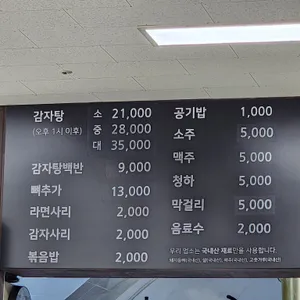 감자탕 소 21,000
(오후 1시 이후) 중 28,000
대 35,000
감자탕백반 9,000
뼈추가 13,000
라면사리 2,000
감자사리 2,000
볶음밥 2,000
공기밥 1,000
소주 5,000
맥주 5,000
청하 5,000
막걸리 5,000
음료수 2,000
우리 업소는 국내산 재료만을 사용합니다.